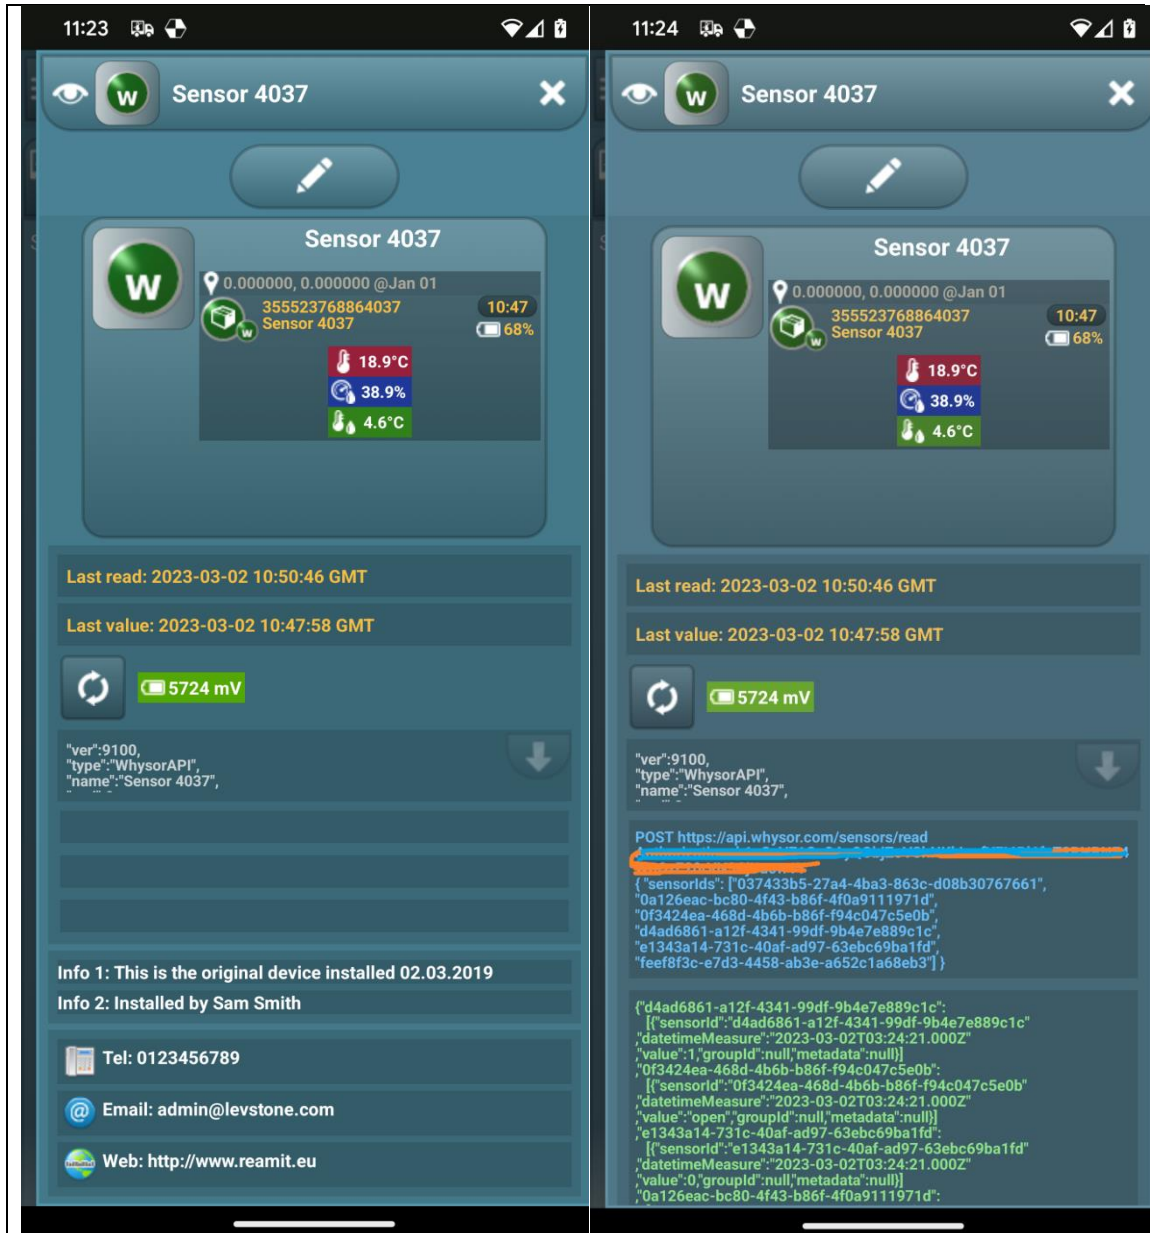 11:23
Sensor 4037
Sensor 4037
0.000000, 0.000000 @Jan 01
355523768864037
10:47
Sensor 4037
68%
18.9°C
38.9%
4.6°C
Last read: 2023-03-02 10:50:46 GMT
Last value: 2023-03-02 10:47:58 GMT
5724 mV
"ver":9100,
"type":"WhysorAPI",
"name":"Sensor 4037",
Info 1: This is the original device installed 02.03.2019
Info 2: Installed by Sam Smith
Tel: 0123456789
Email: admin@levstone.com
Web: http://www.reamit.eu
11:24
Sensor 4037
Sensor 4037
0.000000, 0.000000 @Jan 01
355523768864037
10:47
Sensor 4037
68%
18.9°C
38.9%
4.6°C
Last read: 2023-03-02 10:50:46 GMT
Last value: 2023-03-02 10:47:58 GMT
5724 mV
"ver":9100,
"type":"WhysorAPI",
"name":"Sensor 4037",
POST https://api.whysor.com/sensors/read
{ "sensorIds": ["037433b5-27a4-4ba3-863c-d08b30767661",
"0a126eac-bc80-4f43-b86f-4f0a9111971d",
"0f3424ea-468d-4b6b-b86f-f94c047c5e0b",
"d4ad6861-a12f-4341-99df-9b4e7e889c1c",
"e1343a14-731c-40af-ad97-63ebc69ba1fd",
"feef8f3c-e7d3-4458-ab3e-a652c1a68eb3"] }
{"d4ad6861-a12f-4341-99df-9b4e7e889c1c":
[{"sensorId":"d4ad6861-a12f-4341-99df-9b4e7e889c1c"
,"datetimeMeasure":"2023-03-02T03:24:21.000Z"
,"value":1,"groupId":null,"metadata":null}]
,"0f3424ea-468d-4b6b-b86f-f94c047c5e0b":
[{"sensorId":"0f3424ea-468d-4b6b-b86f-f94c047c5e0b"
,"datetimeMeasure":"2023-03-02T03:24:21.000Z"
,"value":"open","groupId":null,"metadata":null}]
,"e1343a14-731c-40af-ad97-63ebc69ba1fd":
[{"sensorId":"e1343a14-731c-40af-ad97-63ebc69ba1fd"
,"datetimeMeasure":"2023-03-02T03:24:21.000Z"
,"value":0,"groupId":null,"metadata":null}]
,"0a126eac-bc80-4f43-b86f-4f0a9111971d":